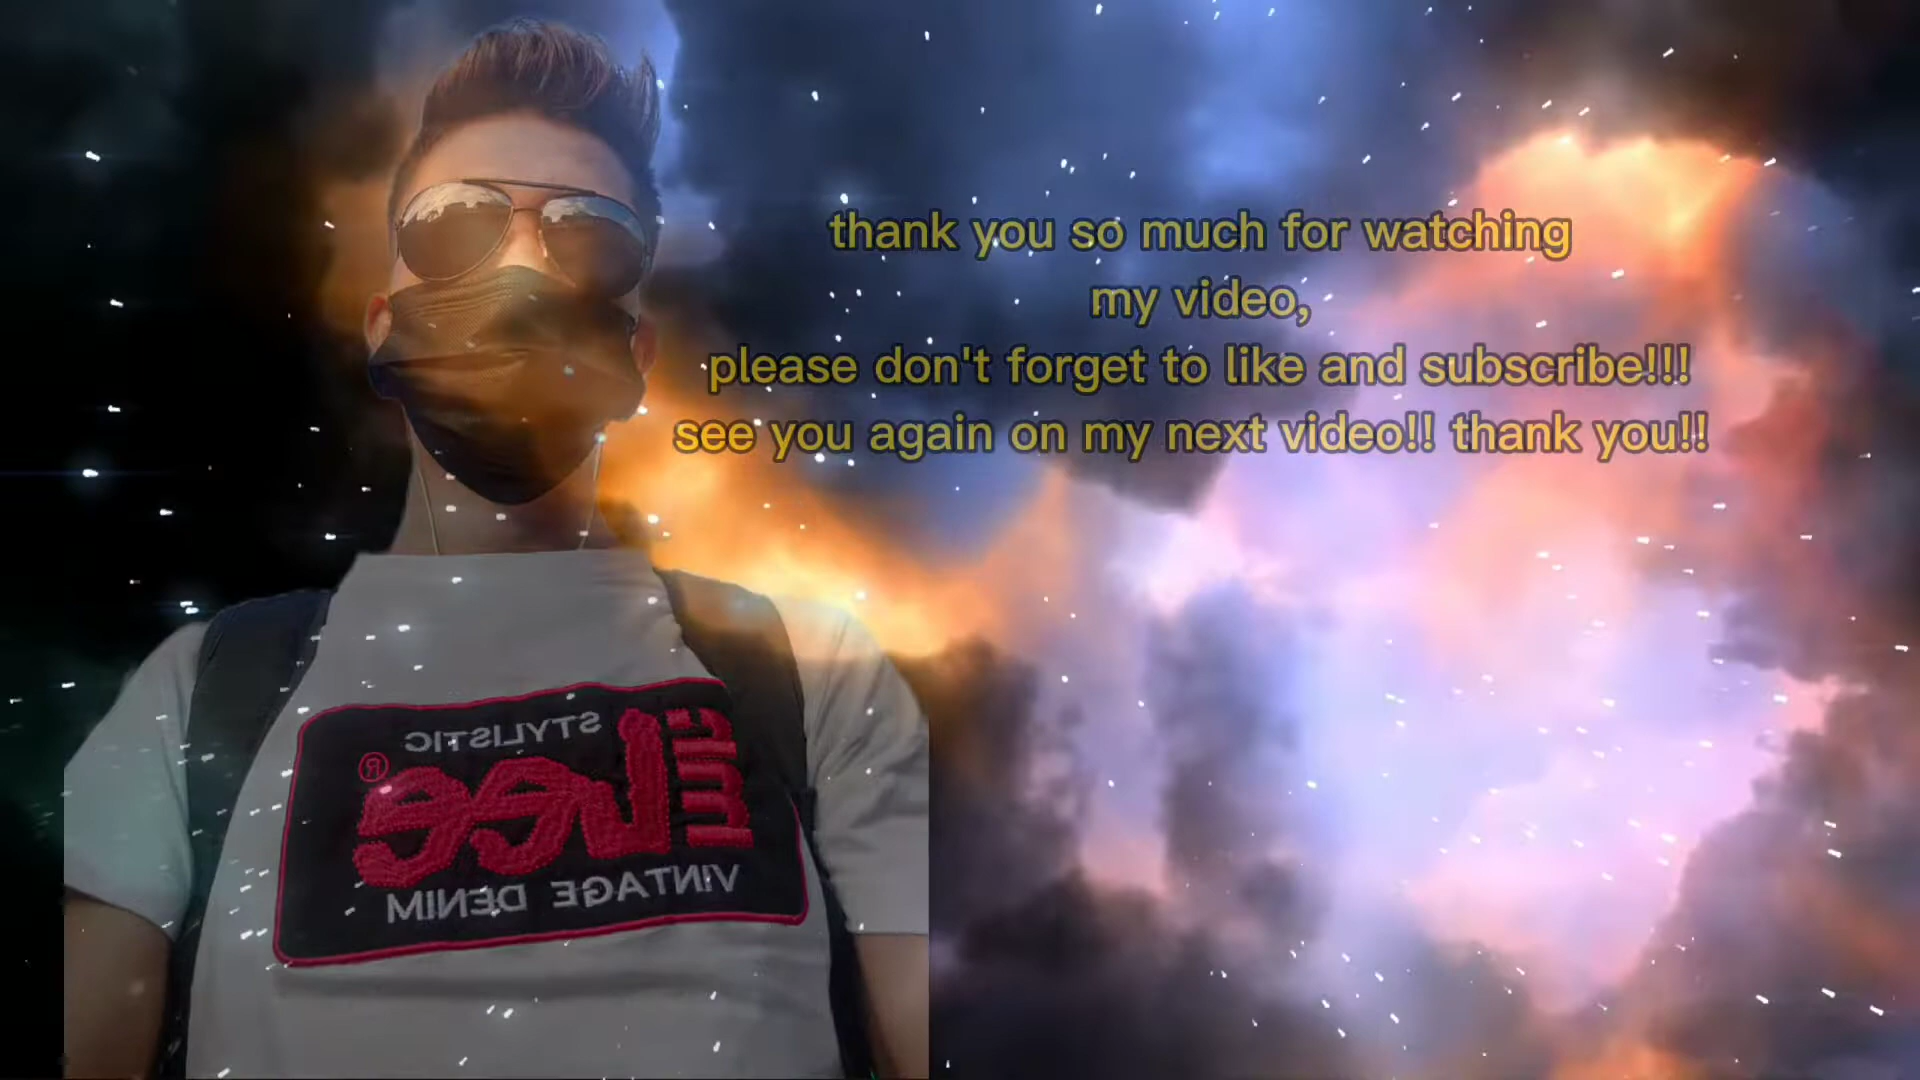 thank you so much for watching
my video,
please don't forget to like and subscribe!!!
see you again on my next video!! thank you!!
STYLISTIC
Lee®
VINTAGE DENIM